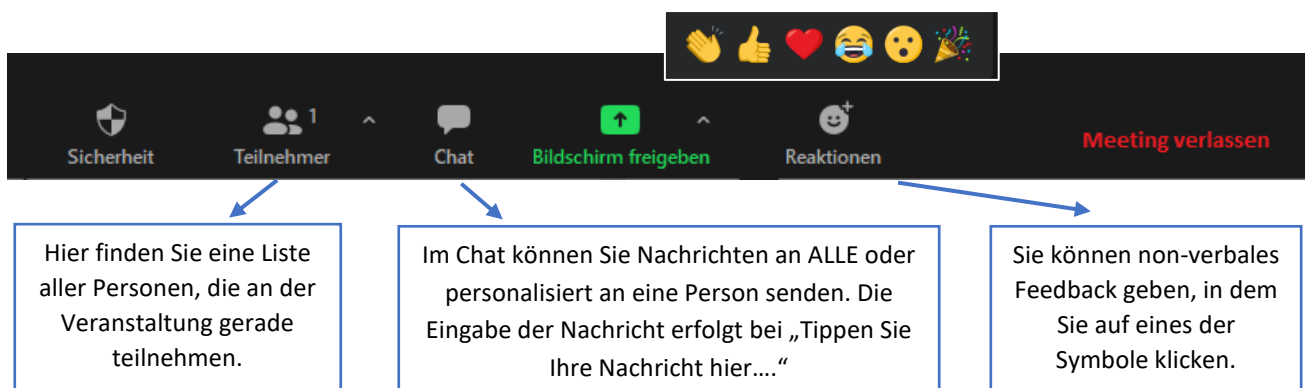 1
Sicherheit
Teilnehmer
Chat
Bildschirm freigeben
Reaktionen
Meeting verlassen
Hier finden Sie eine Liste
aller Personen, die an der
Veranstaltung gerade
teilnehmen.
Im Chat können Sie Nachrichten an ALLE oder
personalisiert an eine Person senden. Die
Eingabe der Nachricht erfolgt bei „Tippen Sie
Ihre Nachricht hier….“
Sie können non-verbales
Feedback geben, in dem
Sie auf eines der
Symbole klicken.